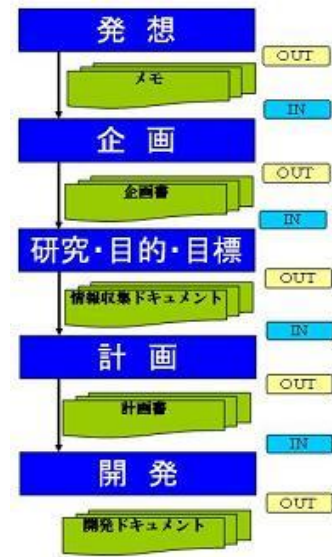 発想
OUT
メモ
IN
企画
OUT
企画書
IN
研究・目的・目標
OUT
情報収集ドキュメント
IN
計画
OUT
計画書
IN
開発
OUT
開発ドキュメント